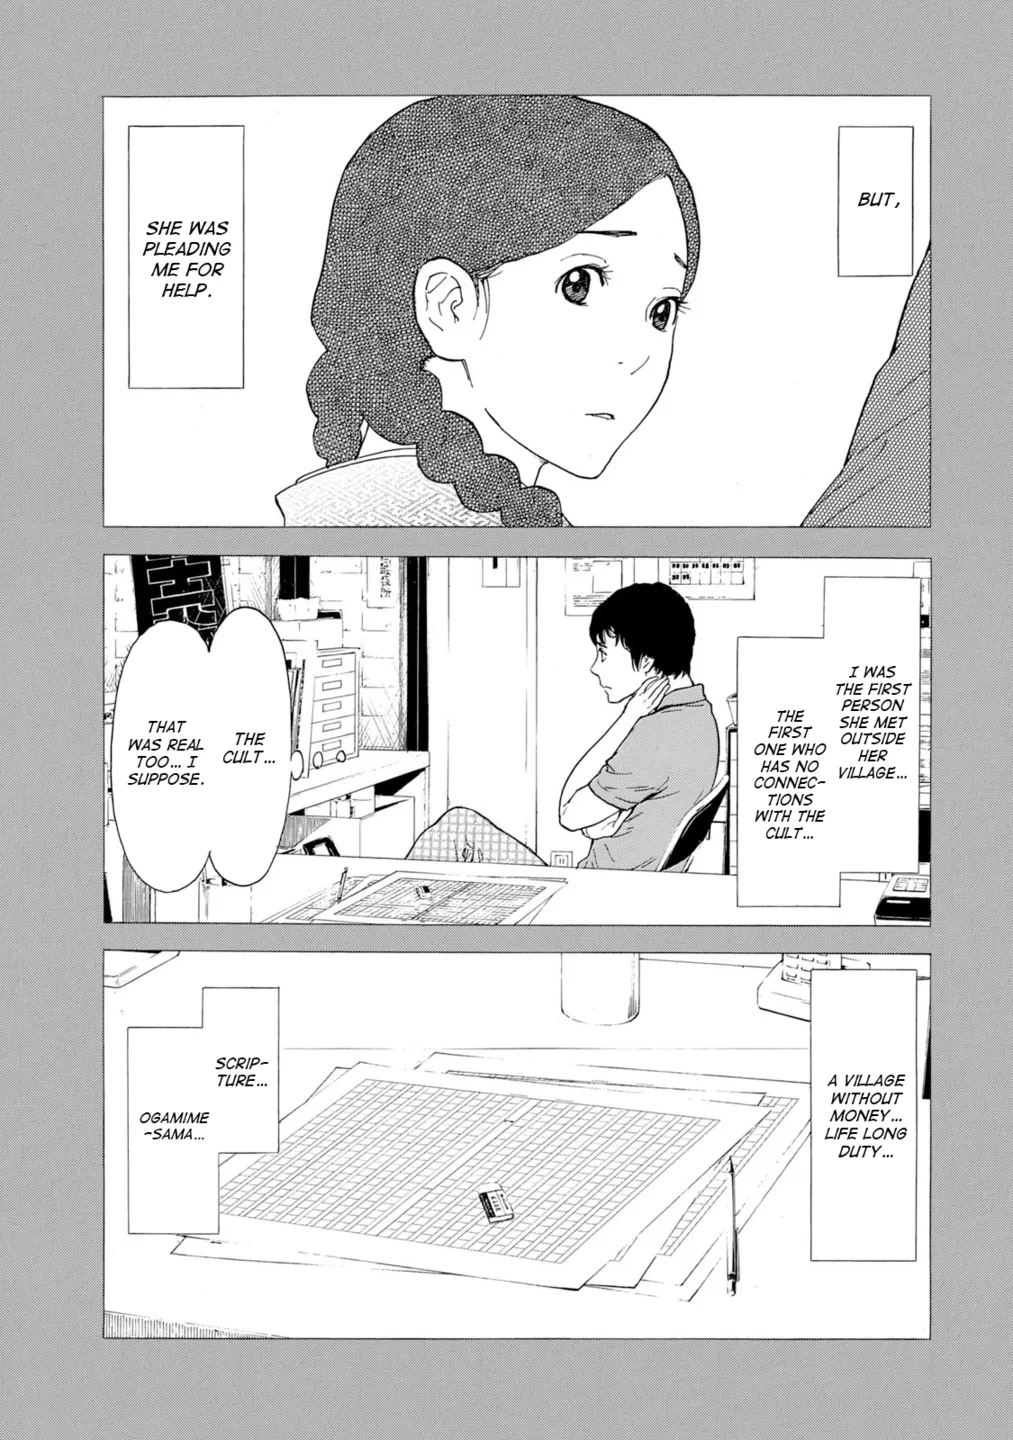 BUT,
SHE WAS
PLEADING
ME FOR
HELP.
I WAS
THE FIRST
PERSON
SHE MET
OUTSIDE
HER
VILLAGE...
THE
FIRST
ONE WHO
HAS NO
CONNEC-
TIONS
WITH THE
CULT...
THE
CULT...
THAT
WAS REAL
TOO... I
SUPPOSE.
A VILLAGE
WITHOUT
MONEY...
LIFE LONG
DUTY...
SCRIP-
TURE...
OGAMIME
-SAMA...